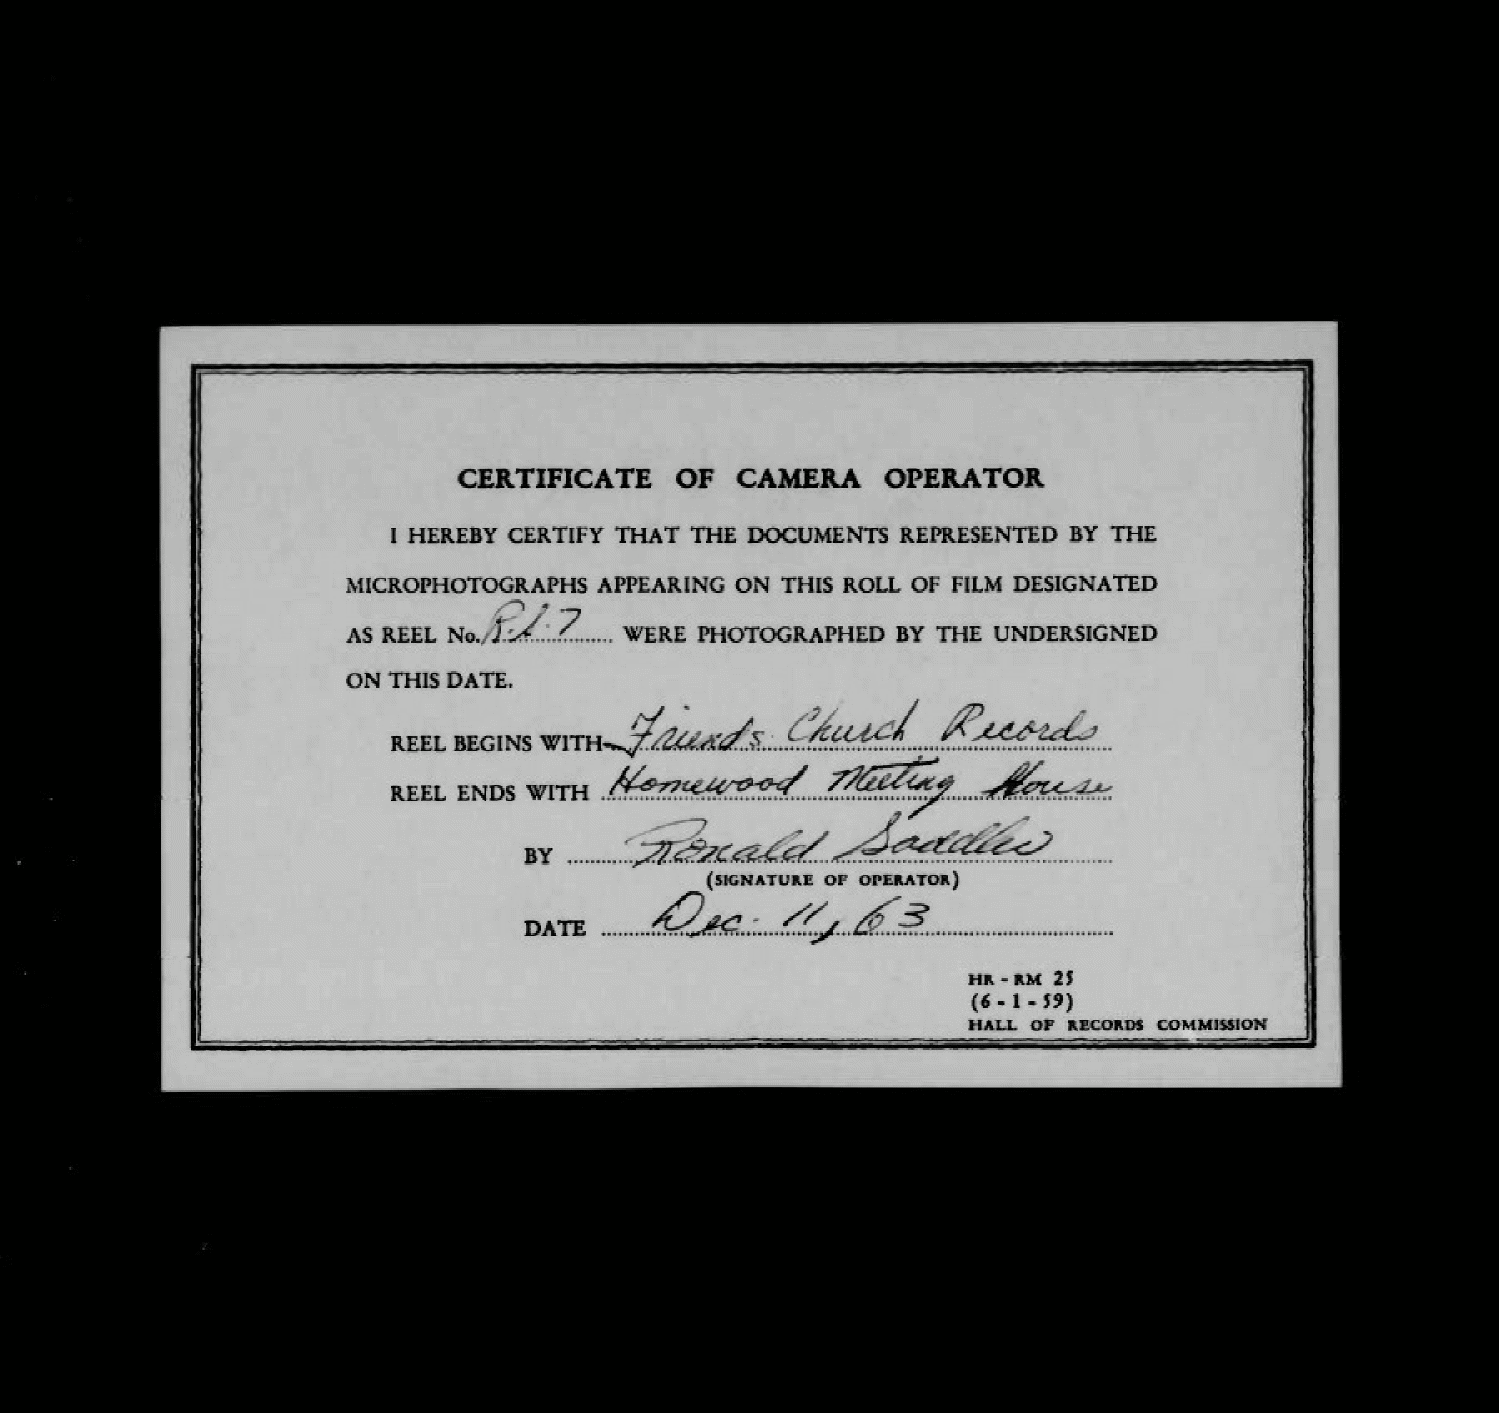 CERTIFICATE OF CAMERA OPERATOR
I HEREBY CERTIFY THAT THE DOCUMENTS REPRESENTED BY THE
MICROPHOTOGRAPHS APPEARING ON THIS ROLL OF FILM DESIGNATED
AS REEL No. WERE PHOTOGRAPHED BY THE UNDERSIGNED
ON THIS DATE.
REEL BEGINS WITH Friends Church Records
REEL ENDS WITH Homewood Meeting House
BY Ronald
(SIGNATURE OF OPERATOR)
DATE Dec. 11, 63
HR - RM 25
(6 - 1 - 59)
HALL OF RECORDS COMMISSION